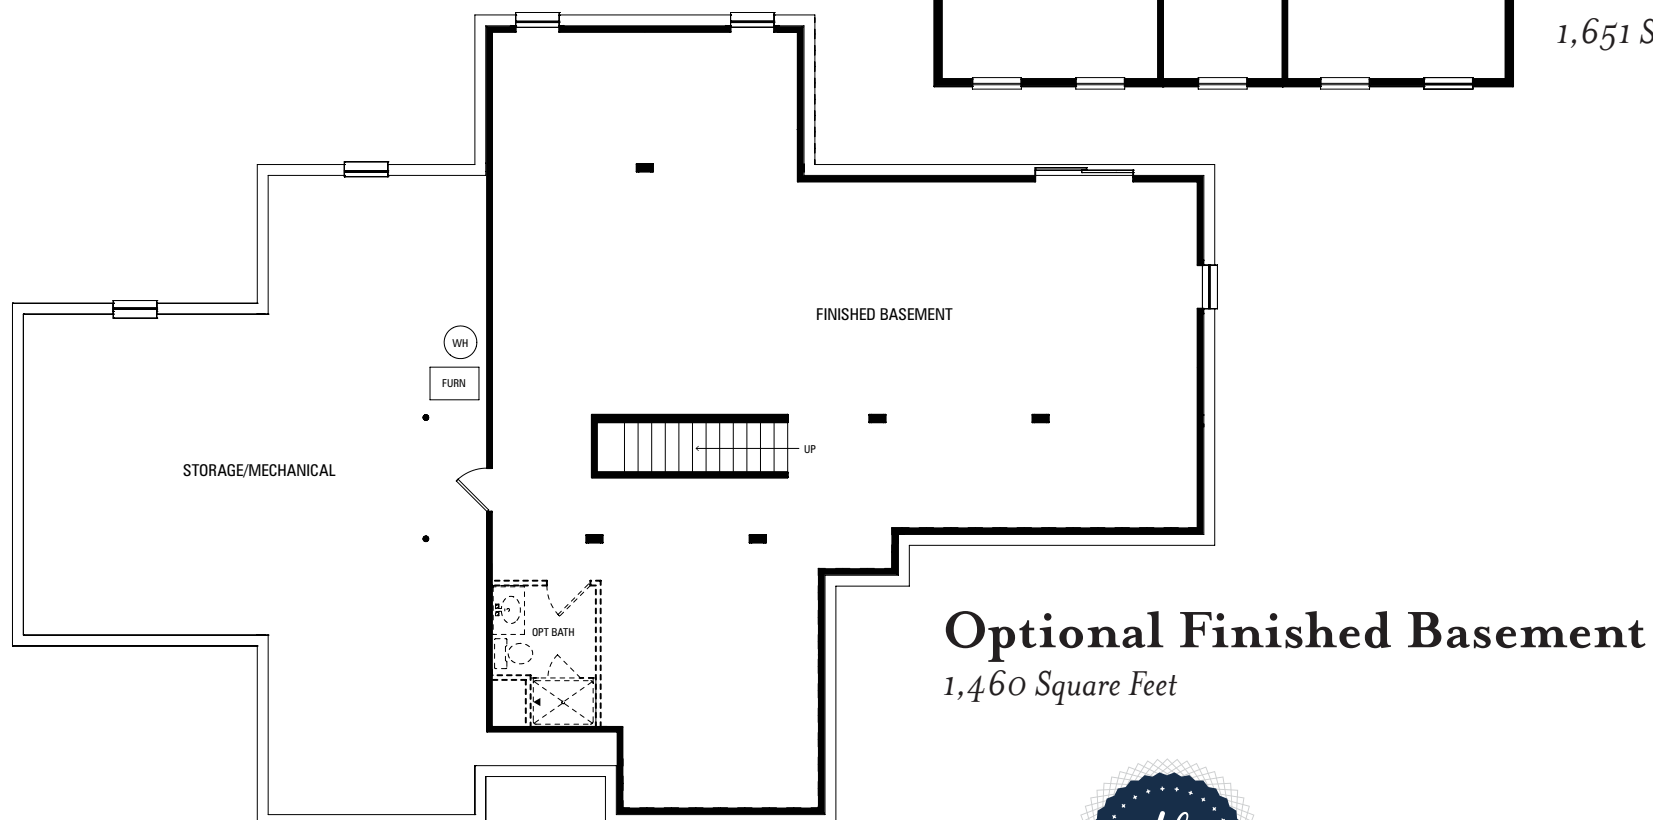 1,651 S
FINISHED BASEMENT
WH
FURN
UP
STORAGE/MECHANICAL
OPT BATH
Optional Finished Basement
1,460 Square Feet